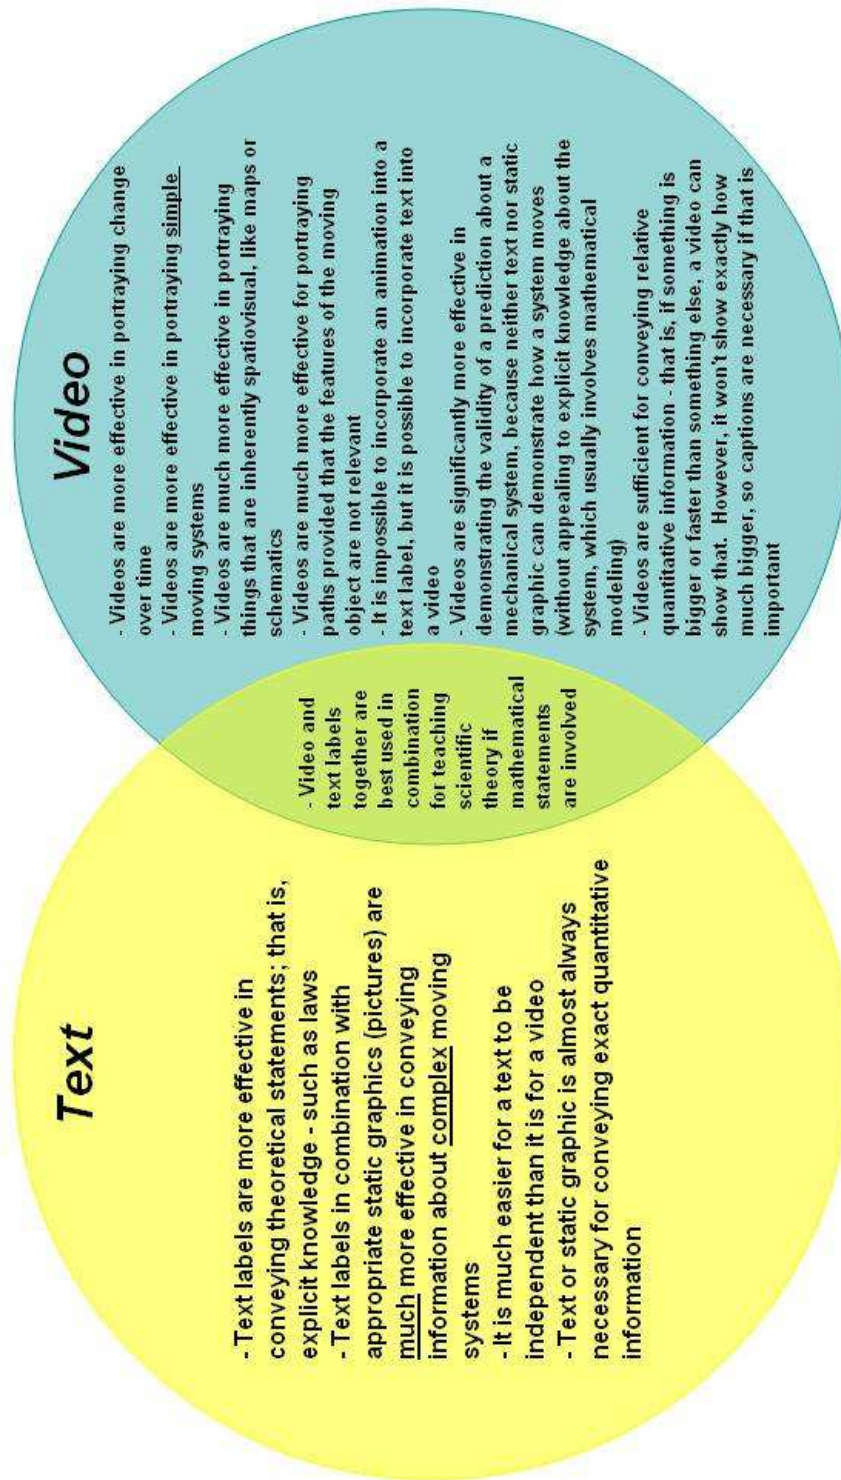 Text
- Text labels are more effective in
conveying theoretical statements; that is,
explicit knowledge - such as laws
- Text labels in combination with
appropriate static graphics (pictures) are
much more effective in conveying
information about complex moving
systems
- It is much easier for a text to be
independent than it is for a video
- Text or static graphic is almost always
necessary for conveying exact quantitative
information
- Video and
text labels
together are
best used in
combination
for teaching
scientific
theory if
mathematical
statements
are involved
Video
- Videos are more effective in portraying change
over time
- Videos are more effective in portraying simple
moving systems
- Videos are much more effective in portraying
things that are inherently spatiovisual, like maps or
schematics
- Videos are much more effective for portraying
paths provided that the features of the moving
object are not relevant
- It is impossible to incorporate an animation into a
text label, but it is possible to incorporate text into
a video
- Videos are significantly more effective in
demonstrating the validity of a prediction about a
mechanical system, because neither text nor static
graphic can demonstrate how a system moves
(without appealing to explicit knowledge about the
system, which usually involves mathematical
modeling)
- Videos are sufficient for conveying relative
quantitative information - that is, if something is
bigger or faster than something else, a video can
show that.  However, it won't show exactly how
much bigger, so captions are necessary if that is
important